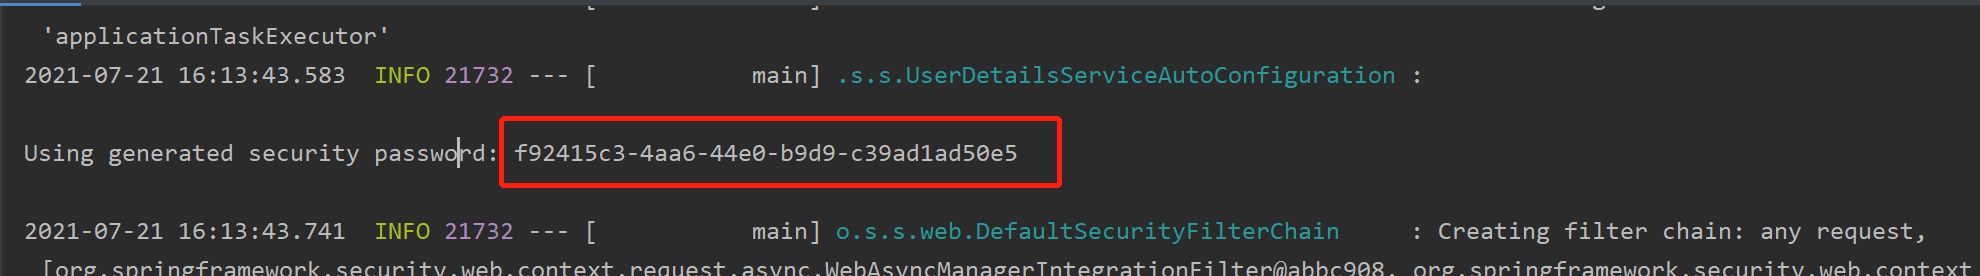 'applicationTaskExecutor'
2021-07-21 16:13:43.583  INFO 21732 --- [           main] .s.s.UserDetailsServiceAutoConfiguration :
Using generated security password: f92415c3-4aa6-44e0-b9d9-c39ad1ad50e5
2021-07-21 16:13:43.741  INFO 21732 --- [           main] o.s.s.web.DefaultSecurityFilterChain     : Creating filter chain: any request,
[org.springframework.security.web.context.request.async.WebAsyncManagerIntegrationFilter@abbc908, org.springframework.security.web.context